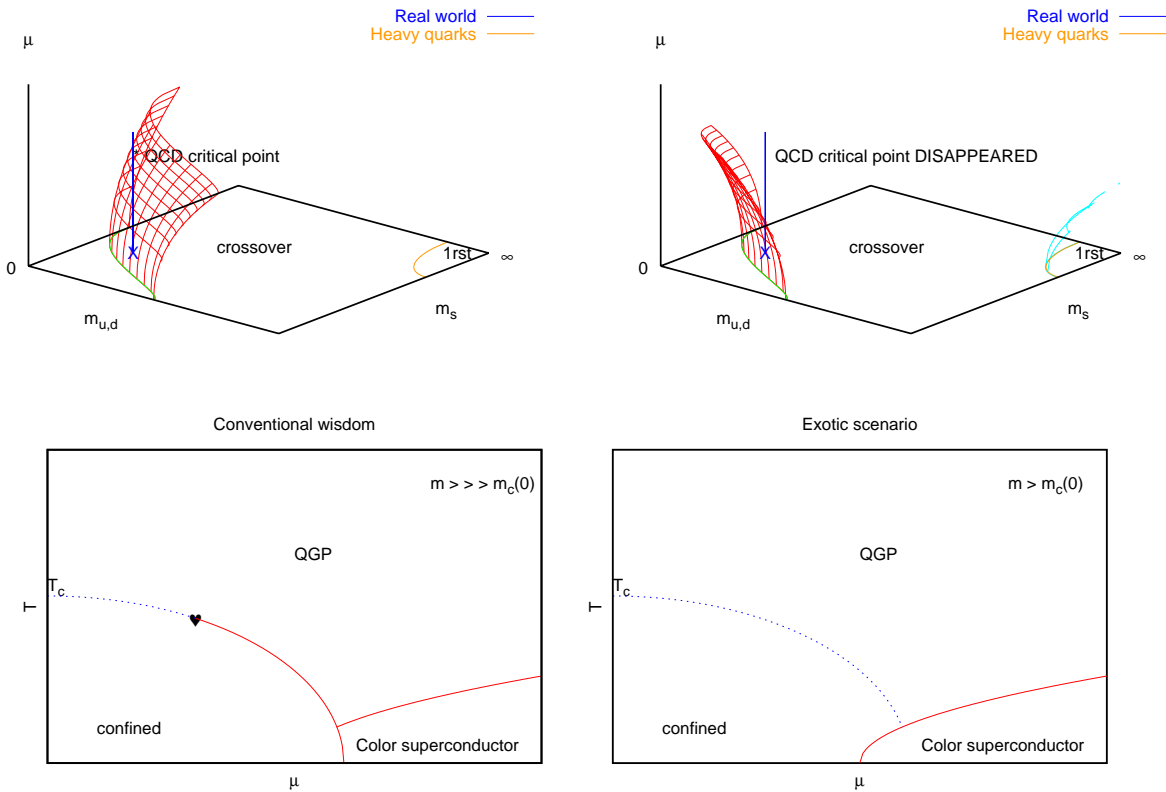 Real world
Heavy quarks
μ
* QCD critical point
crossover
1rst
0
∞
m_s
m_{u,d}
Real world
Heavy quarks
μ
QCD critical point DISAPPEARED
crossover
1rst
0
∞
m_s
m_{u,d}
X
X
Conventional wisdom
m > > > m_c(0)
QGP
T_c
T
♥
confined
Color superconductor
μ
Exotic scenario
m > m_c(0)
QGP
T_c
T
confined
Color superconductor
μ